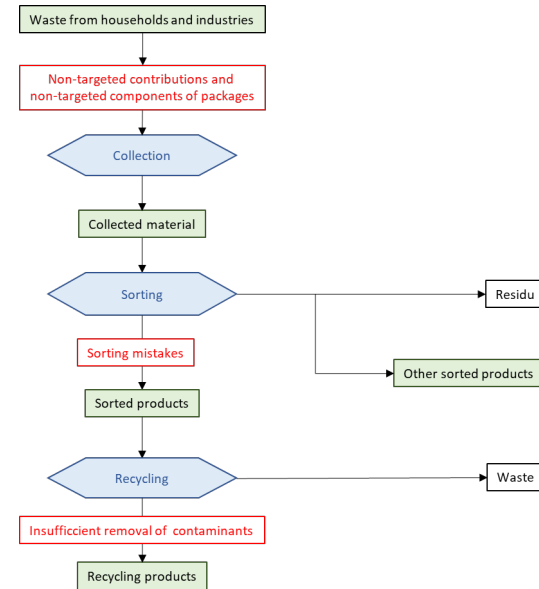 Waste from households and industries
Non-targeted contributions and
non-targeted components of packages
Collection
Collected material
Sorting
Residu
Sorting mistakes
Other sorted products
Sorted products
Recycling
Waste
Insufficcient removal of contaminants
Recycling products